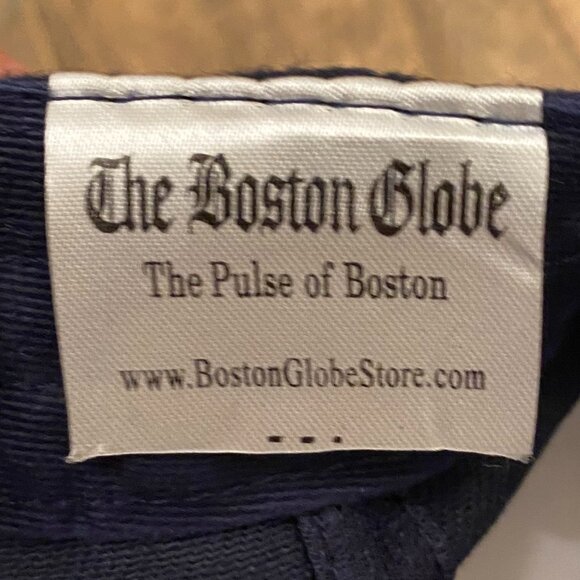 The Boston Globe
The Pulse of Boston
www.BostonGlobeStore.com